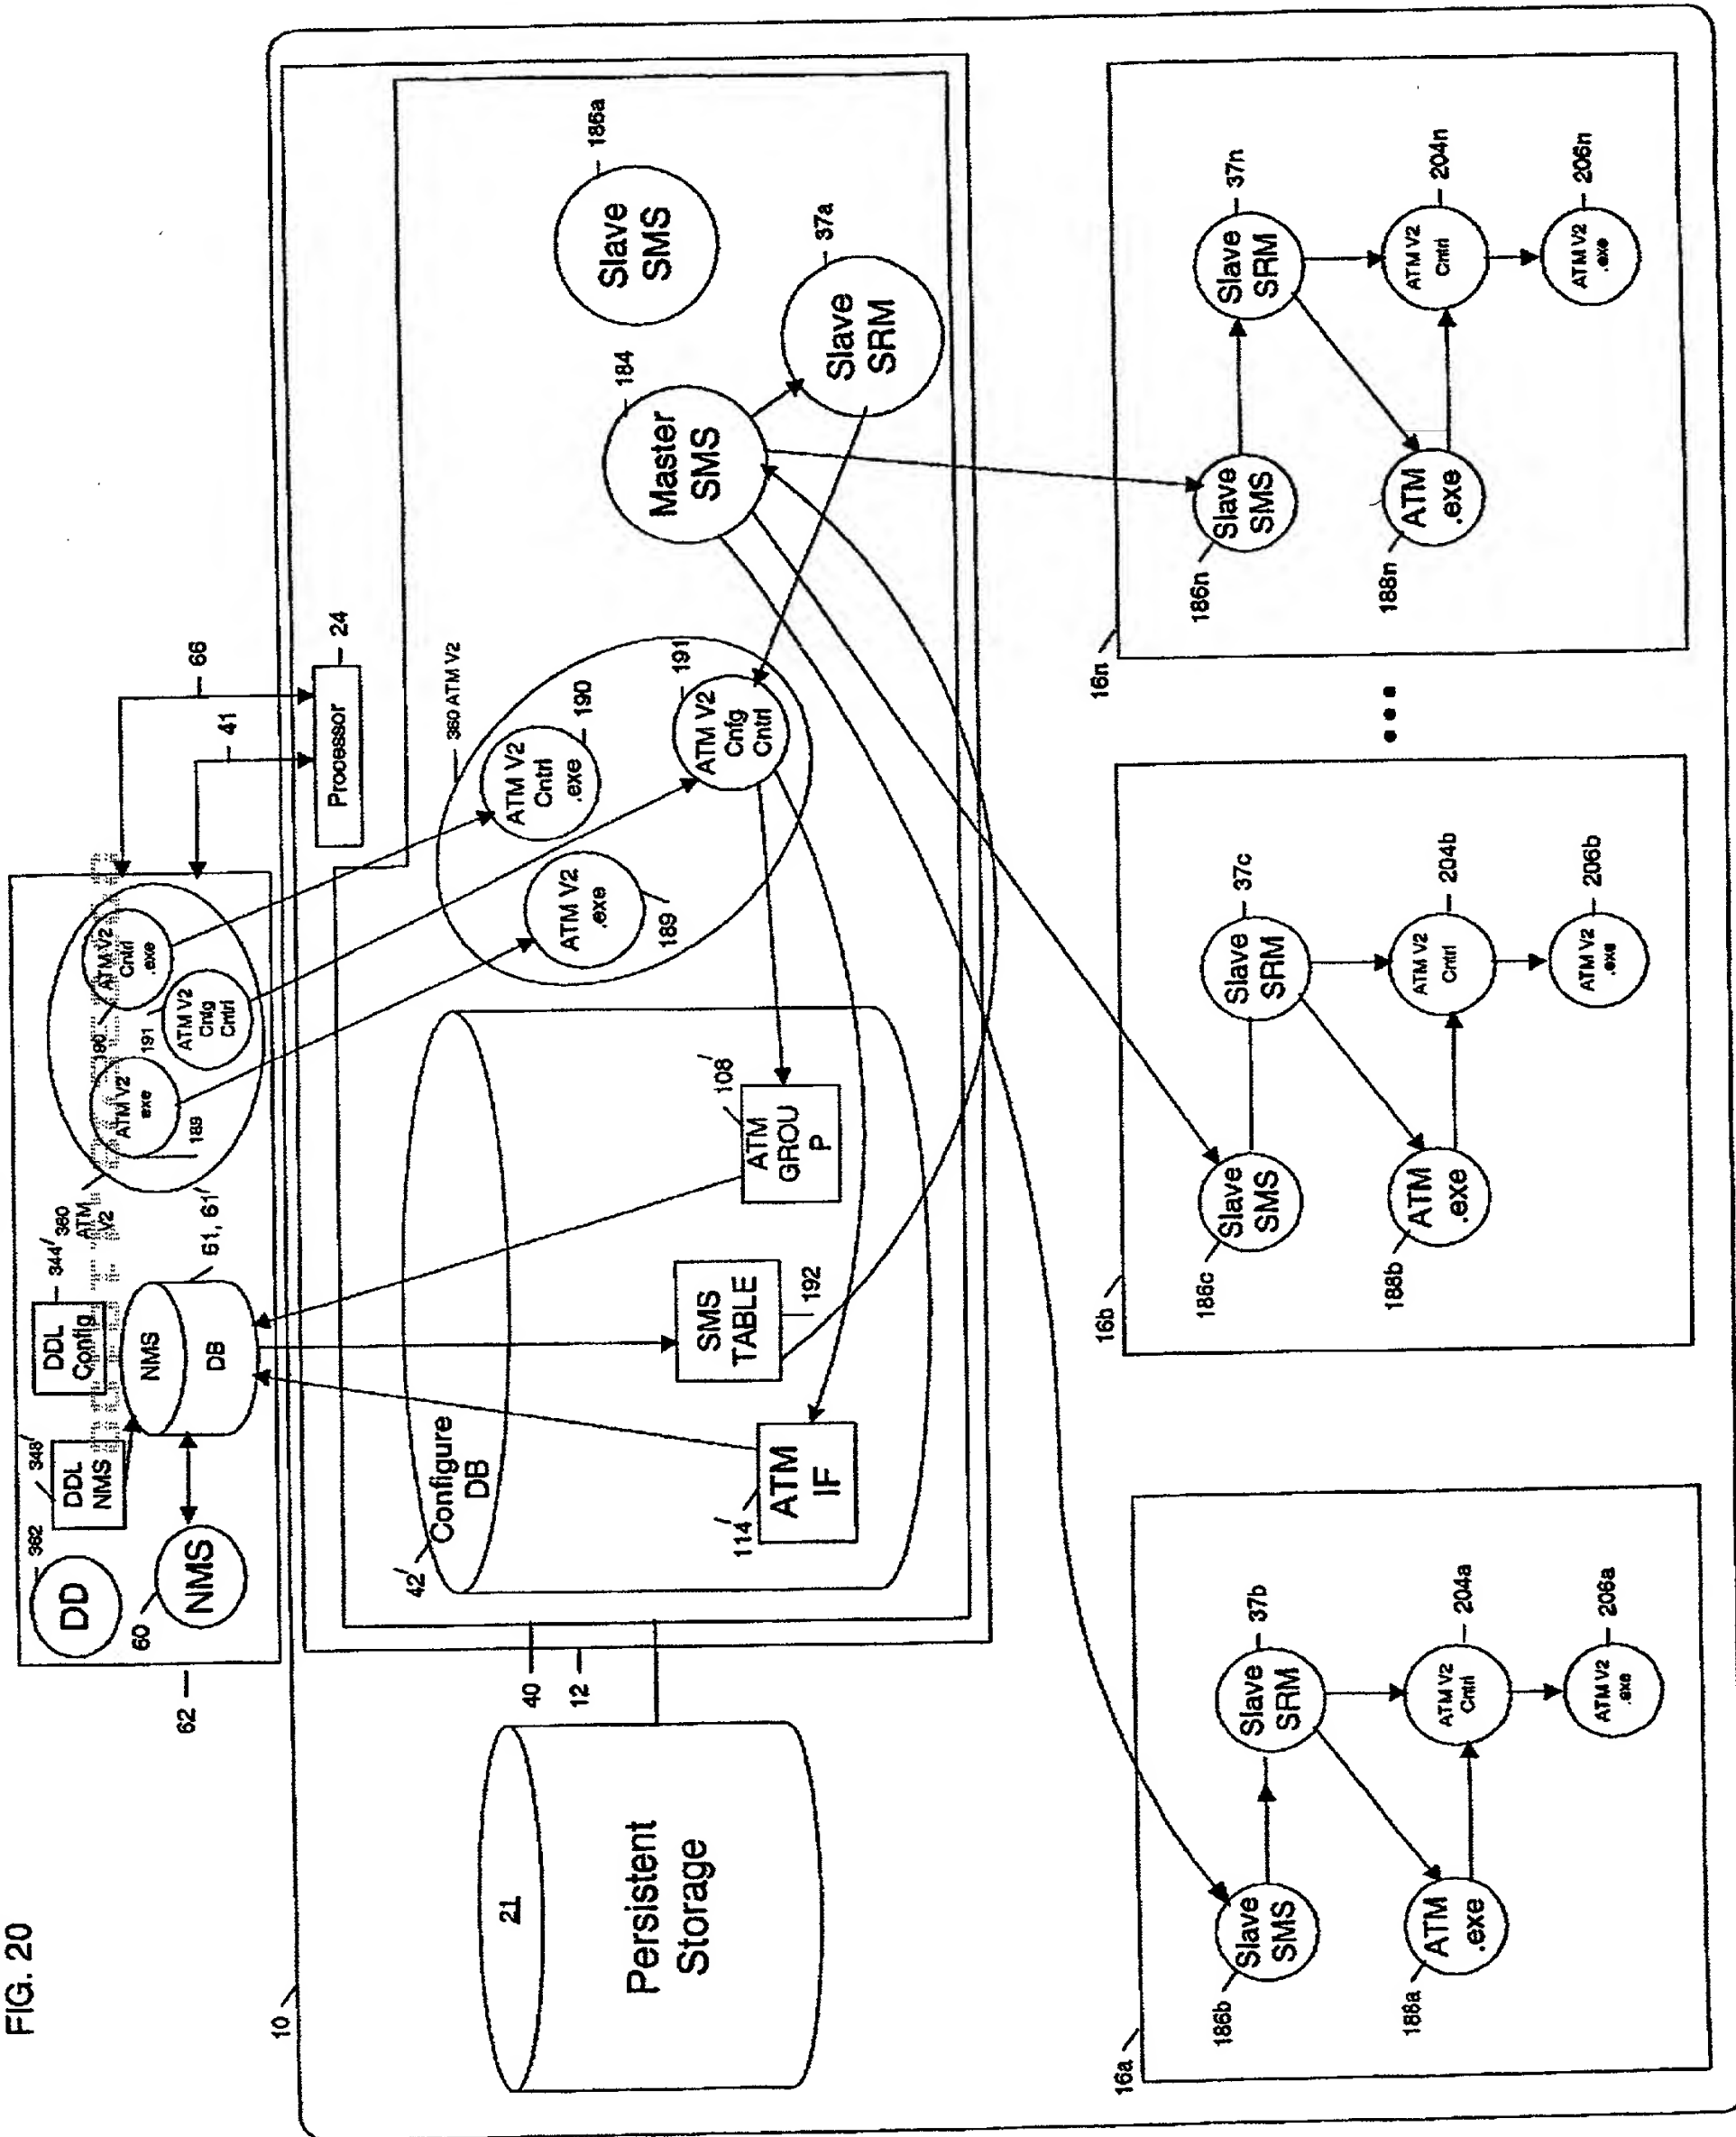 FIG. 20
62
362
DD
60
NMS
348'
DDL
NMS
344'
DDL
Config
NMS
DB
61, 61'
360
ATM
V2
189
ATM V2
exe
190
ATM V2
Cntrl
.exe
191
ATM V2
Cnfg
Cntrl
66
41
Processor
24
10
21
Persistent
Storage
40
12
42'
Configure
DB
114'
ATM
IF
SMS
TABLE
192
108'
ATM
GROU
P
360 ATM V2
ATM V2
.exe
189
ATM V2
Cntrl
.exe
190
ATM V2
Cnfg
Cntrl
191
Master
SMS
184
Slave
SMS
186a
Slave
SRM
37a
16a
186b
Slave
SMS
Slave
SRM
37b
188a
ATM
.exe
ATM V2
Cntrl
204a
ATM V2
.exe
206a
16b
186c
Slave
SMS
Slave
SRM
37c
188b
ATM
.exe
ATM V2
Cntrl
204b
ATM V2
.exe
206b
16n
186n
Slave
SMS
Slave
SRM
37n
188n
ATM
.exe
ATM V2
Cntrl
204n
ATM V2
.exe
206n